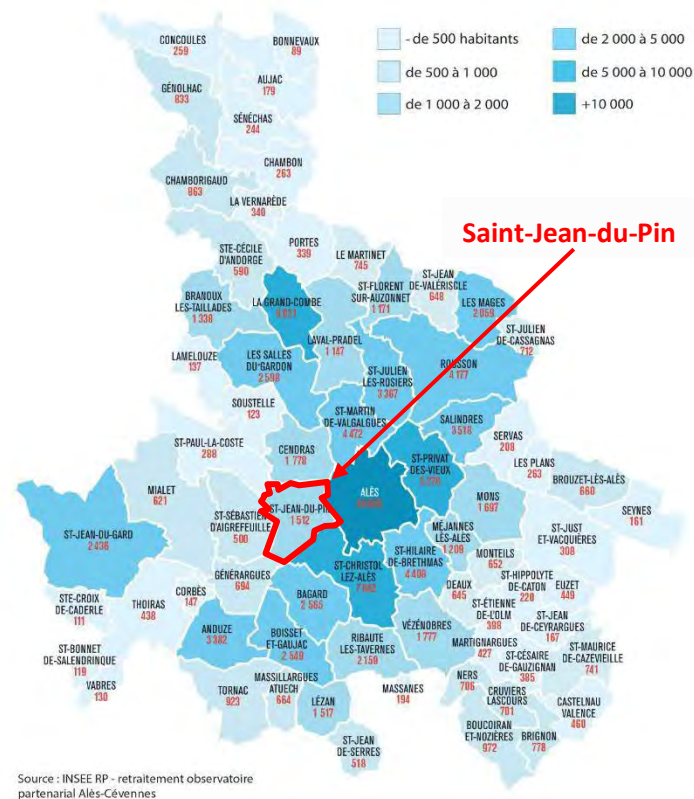 CONCOULES
259
BONNEVAUX
89
- de 500 habitants
de 500 à 1 000
de 1 000 à 2 000
de 2 000 à 5 000
de 5 000 à 10 000
+10 000
GÉNOLHAC
833
AUJAC
179
SÉNÉCHAS
244
CHAMBON
263
CHAMBORIGAUD
863
LA VERNARÈDE
340
Saint-Jean-du-Pin
PORTES
339
STE-CÉCILE
D'ANDORGE
590
LE MARTINET
745
ST-JEAN
DE-VALÉRISCLE
648
ST-FLORENT
SUR-AUZONNET
1 171
BRANOUX
LES-TAILLADES
1 336
LA GRAND-COMBE
LES MAGES
2 059
ST-JULIEN
DE-CASSAGNAS
712
LAVAL-PRADEL
1 147
LAMELOUZE
137
LES SALLES
DU-GARDON
2 598
ST-JULIEN
LES-ROSIERS
3 367
ROUSSON
4 177
SOUSTELLE
123
ST-MARTIN
DE-VALGALGUES
4 472
SALINDRES
3 518
SERVAS
208
ST-PAUL-LA-COSTE
288
CENDRAS
1 778
ST-PRIVAT
DES-VIEUX
LES PLANS
263
BROUZET-LÈS-ALÈS
660
MIALET
621
ST-SÉBASTIEN
D'AIGREFEUILLE
500
ST-JEAN-DU-PIN
1 512
ALÈS
MONS
1 697
SEYNES
161
ST-JEAN-DU-GARD
2 436
MÉJANNES
LÈS-ALÈS
1 209
ST-JUST
ET-VACQUIÈRES
308
ST-CHRISTOL
LEZ-ALÈS
ST-HILAIRE
DE-BRETHMAS
MONTEILS
652
ST-HIPPOLYTE
DE-CATON
220
EUZET
449
GÉNÉRARGUES
694
CORBÈS
147
BAGARD
2 565
DEAUX
645
ST-ÉTIENNE
DE-L'OLM
398
ST-JEAN
DE-CEYRARGUES
167
STE-CROIX
DE-CADERLE
111
THOIRAS
438
ANDUZE
3 382
BOISSET
ET-GAUJAC
RIBAUTE
LES-TAVERNES
2 159
VÉZÉNOBRES
1 777
MARTIGNARGUES
427
ST-CÉSAIRE
DE-GAUZIGNAN
385
ST-MAURICE
DE-CAZEVIEILLE
741
ST-BONNET
DE-SALENDRINQUE
119
VABRES
130
TORNAC
923
MASSILLARGUES
ATUECH
664
LÉZAN
1 517
MASSANES
194
NERS
706
CRUVIERS
LASCOURS
701
CASTELNAU
VALENCE
460
BOUCOIRAN
ET-NOZIÈRES
972
BRIGNON
778
ST-JEAN
DE-SERRES
518
Source : INSEE RP - retraitement observatoire
partenarial Alès-Cévennes